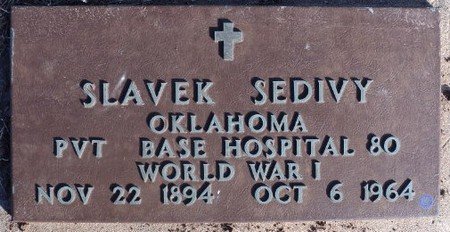 SLAVEK SEDIVY
OKLAHOMA
PVT BASE HOSPITAL 80
WORLD WAR I
NOV 22 1894 OCT 6 1964